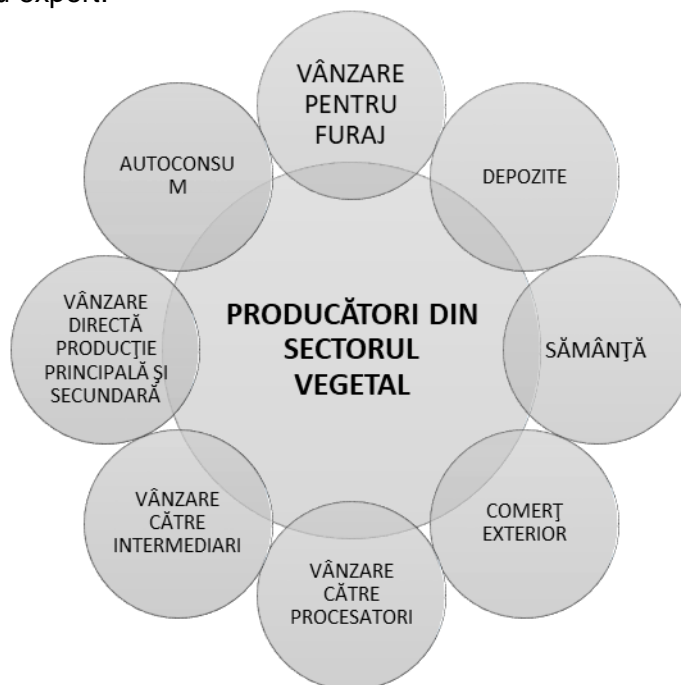 VÂNZARE
PENTRU
FURAJ
DEPOZITE
SĂMÂNŢĂ
COMERŢ
EXTERIOR
VÂNZARE
CĂTRE
PROCESATORI
VÂNZARE
CĂTRE
INTERMEDIARI
VÂNZARE
DIRECTĂ
PRODUCŢIE
PRINCIPALĂ ŞI
SECUNDARĂ
AUTOCONSU
M
PRODUCĂTORI DIN
SECTORUL
VEGETAL